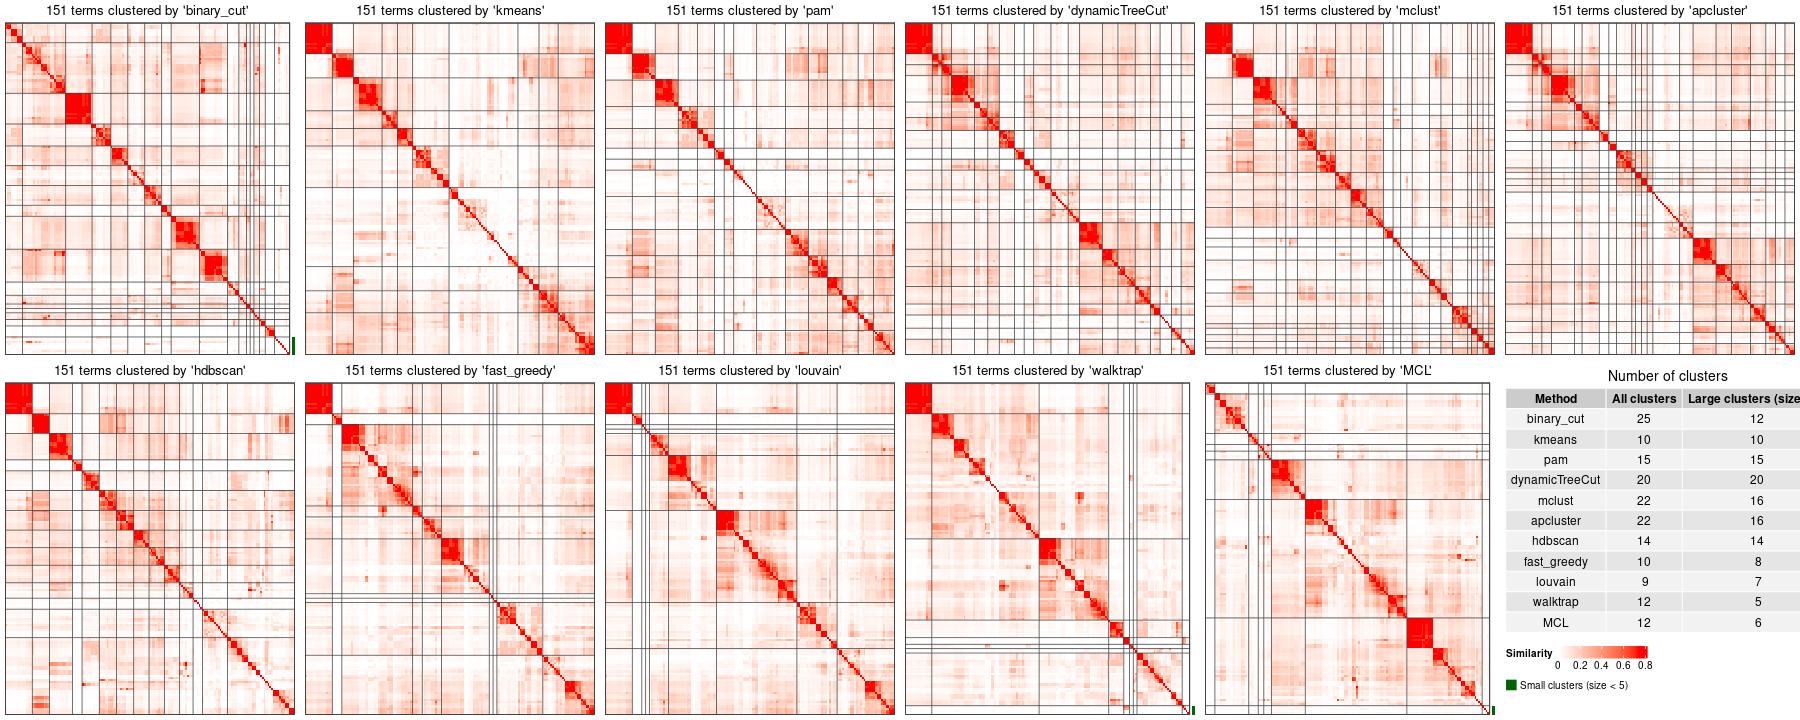 151 terms clustered by 'binary_cut'
151 terms clustered by 'kmeans'
151 terms clustered by 'pam'
151 terms clustered by 'dynamicTreeCut'
151 terms clustered by 'mclust'
151 terms clustered by 'apcluster'
151 terms clustered by 'hdbscan'
151 terms clustered by 'fast_greedy'
151 terms clustered by 'louvain'
151 terms clustered by 'walktrap'
151 terms clustered by 'MCL'
Number of clusters
Method All clusters Large clusters (size
binary_cut 25 12
kmeans 10 10
pam 15 15
dynamicTreeCut 20 20
mclust 22 16
apcluster 22 16
hdbscan 14 14
fast_greedy 10 8
louvain 9 7
walktrap 12 5
MCL 12 6
Similarity
0 0.2 0.4 0.6 0.8
Small clusters (size < 5)